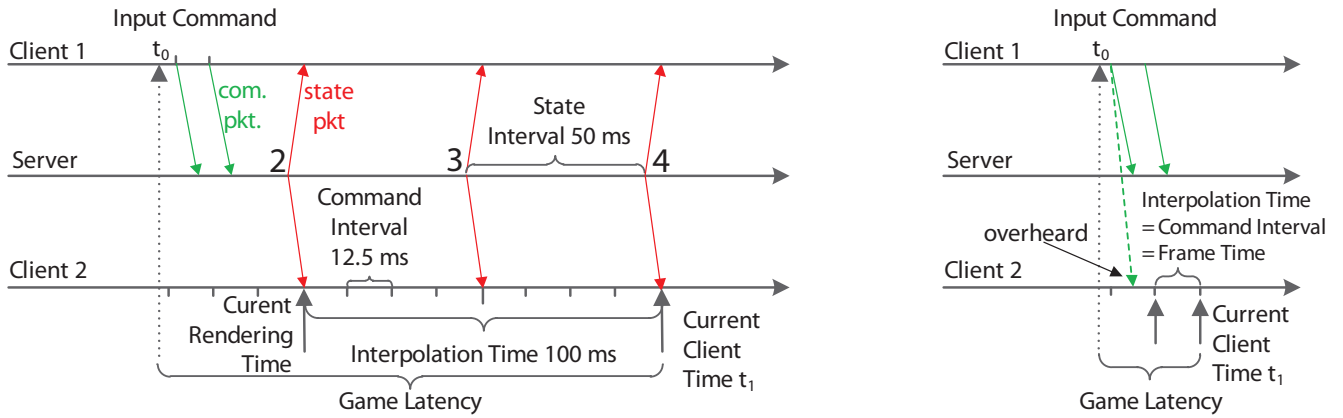 Input Command
Client 1
t0
com.
pkt.
state
pkt
State
Interval 50 ms
Server
2
3
4
Command
Interval
12.5 ms
Client 2
Curent
Rendering
Time
Interpolation Time 100 ms
Current
Client
Time t1
Game Latency
Input Command
Client 1
t0
Server
Interpolation Time
= Command Interval
= Frame Time
overheard
Client 2
Current
Client
Time t1
Game Latency